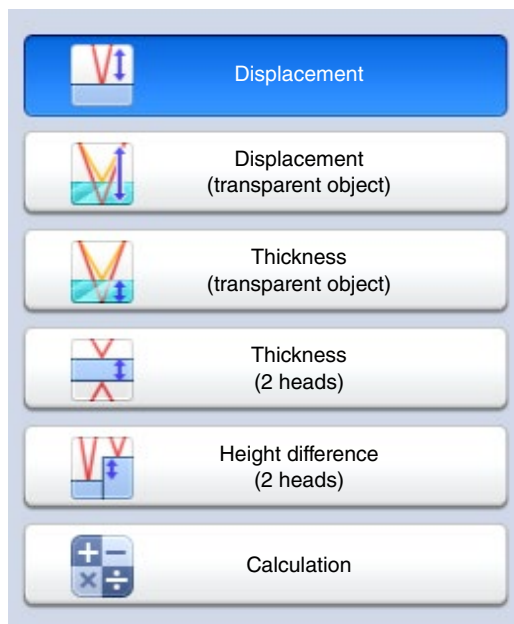 Displacement
Displacement
(transparent object)
Thickness
(transparent object)
Thickness
(2 heads)
Height difference
(2 heads)
Calculation